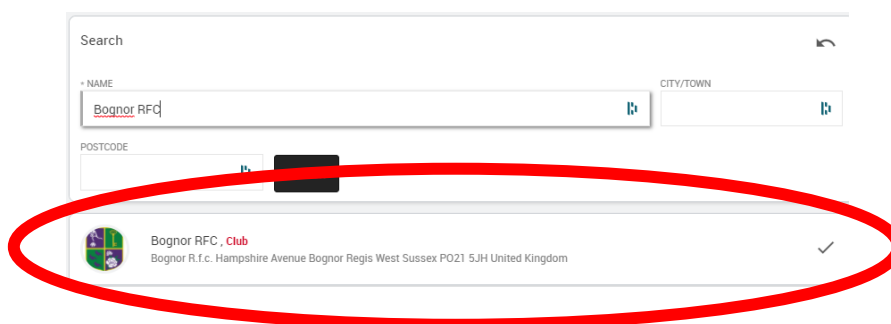 Search
* NAME
CITY/TOWN
Bognor RFC
POSTCODE
Bognor RFC , Club
Bognor R.f.c. Hampshire Avenue Bognor Regis West Sussex PO21 5JH United Kingdom